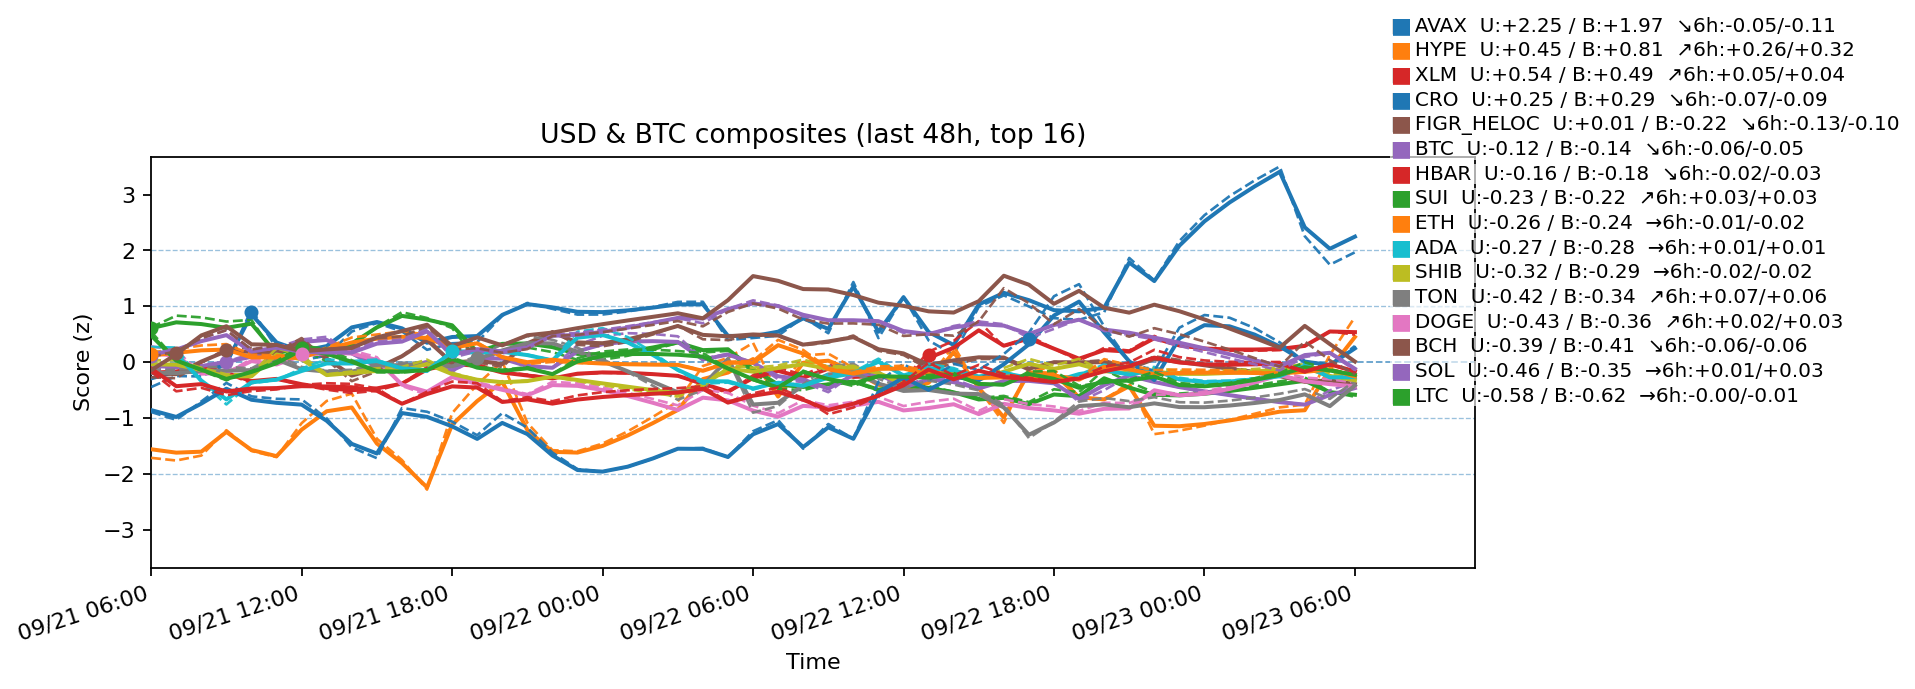 AVAX  U:+2.25 / B:+1.97  ↘6h:-0.05/-0.11
HYPE  U:+0.45 / B:+0.81  ↗6h:+0.26/+0.32
XLM  U:+0.54 / B:+0.49  ↗6h:+0.05/+0.04
CRO  U:+0.25 / B:+0.29  ↘6h:-0.07/-0.09
FIGR_HELOC  U:+0.01 / B:-0.22  ↘6h:-0.13/-0.10
BTC  U:-0.12 / B:-0.14  ↘6h:-0.06/-0.05
HBAR  U:-0.16 / B:-0.18  ↘6h:-0.02/-0.03
SUI  U:-0.23 / B:-0.22  ↗6h:+0.03/+0.03
ETH  U:-0.26 / B:-0.24  →6h:-0.01/-0.02
ADA  U:-0.27 / B:-0.28  →6h:+0.01/+0.01
SHIB  U:-0.32 / B:-0.29  →6h:-0.02/-0.02
TON  U:-0.42 / B:-0.34  ↗6h:+0.07/+0.06
DOGE  U:-0.43 / B:-0.36  ↗6h:+0.02/+0.03
BCH  U:-0.39 / B:-0.41  ↘6h:-0.06/-0.06
SOL  U:-0.46 / B:-0.35  →6h:+0.01/+0.03
LTC  U:-0.58 / B:-0.62  →6h:-0.00/-0.01
USD & BTC composites (last 48h, top 16)
Score (z)
3
2
1
0
−1
−2
−3
09/21 06:00
09/21 12:00
09/21 18:00
09/22 00:00
09/22 06:00
09/22 12:00
09/22 18:00
09/23 00:00
09/23 06:00
Time